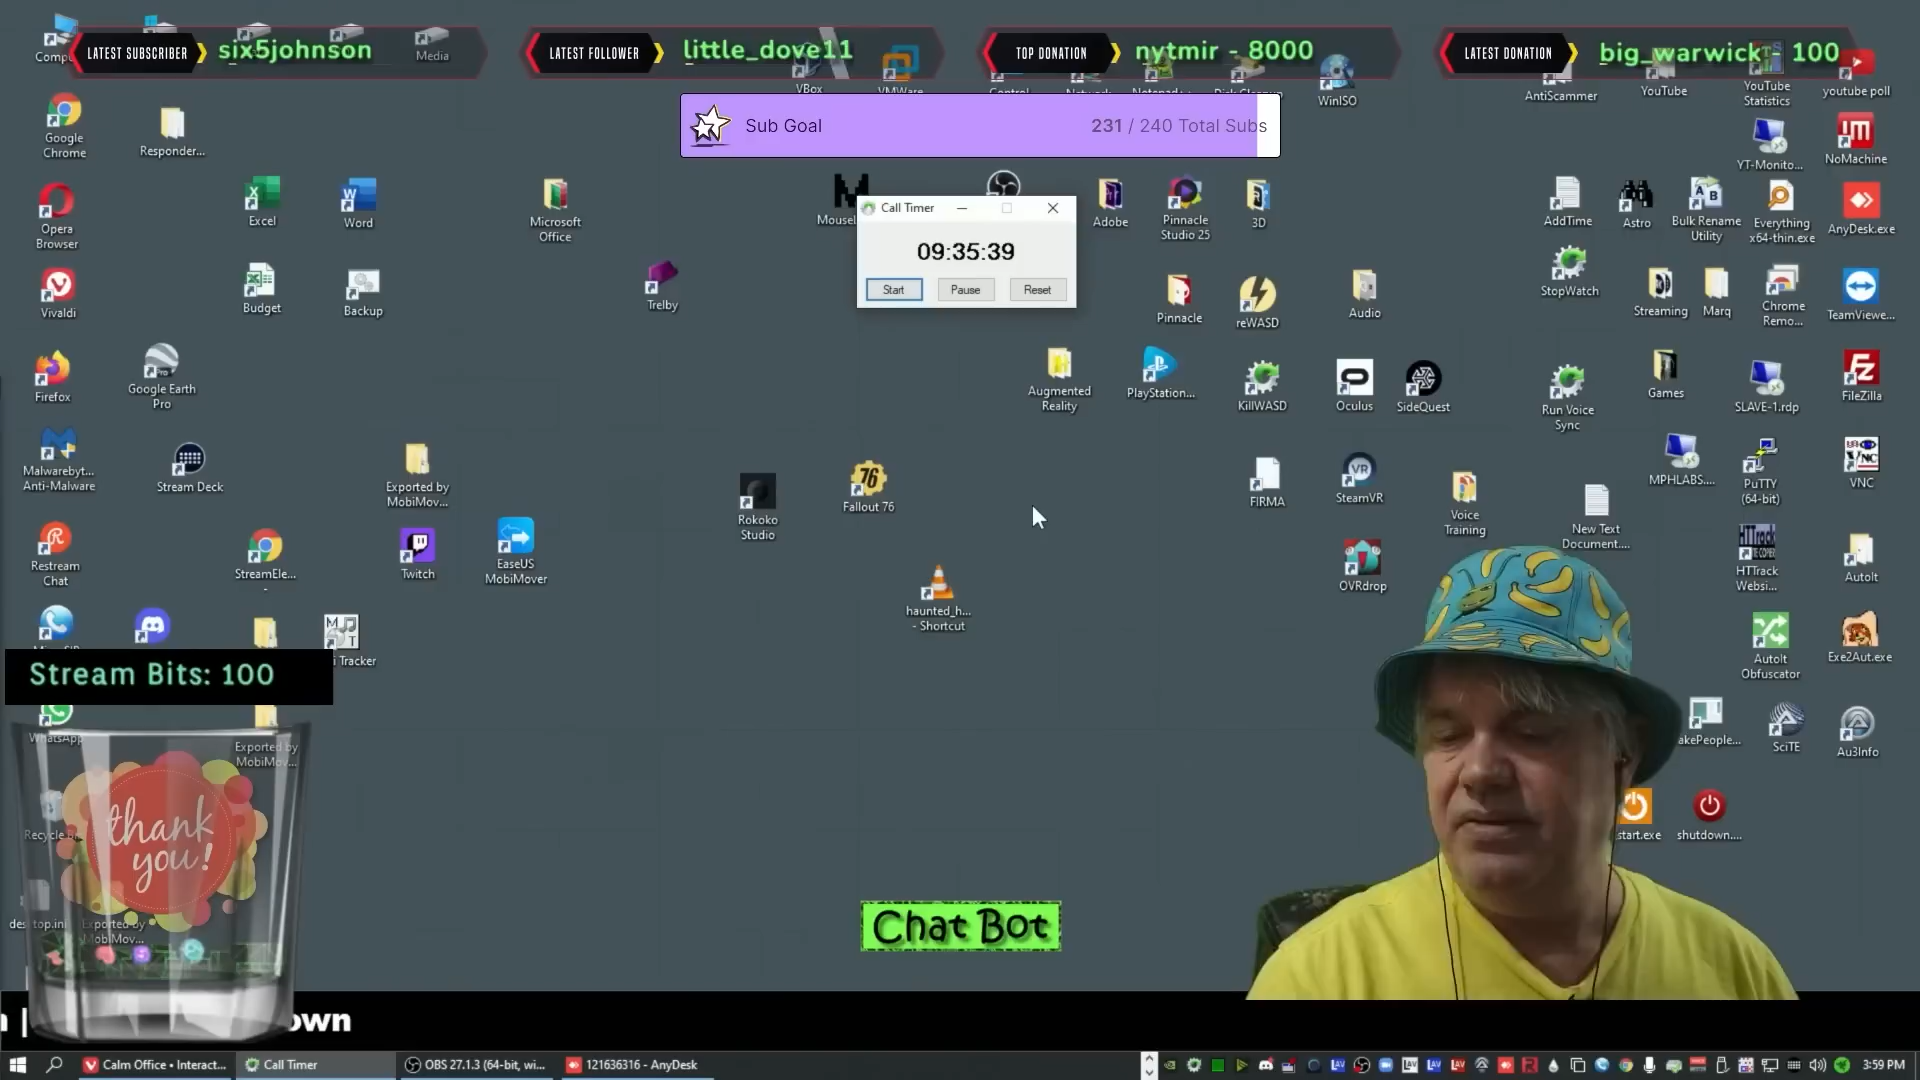 LATEST SUBSCRIBER
six5johnson
LATEST FOLLOWER
little_dove11
TOP DONATION
nytmir - 8000
LATEST DONATION
big_warwick - 100
Media
WinISO
AntiScammer
YouTube
YouTube
Statistics
youtube poll
Sub Goal
231 / 240 Total Subs
Google
Chrome
Responder...
YT-Monito...
NoMachine
Opera
Browser
Excel
Word
Microsoft
Office
Adobe
Pinnacle
Studio 25
3D
AddTime
Astro
Bulk Rename
Utility
Everything
x64-thin.exe
AnyDesk.exe
Call Timer
09:35:39
Start
Pause
Reset
Vivaldi
Budget
Backup
Trelby
Pinnacle
reWASD
Audio
StopWatch
Streaming
Marq
Chrome
Remo...
TeamViewe...
Firefox
Google Earth
Pro
Augmented
Reality
PlayStation...
KillWASD
Oculus
SideQuest
Run Voice
Sync
Games
SLAVE-1.rdp
FileZilla
Malwarebyt...
Anti-Malware
Stream Deck
Exported by
MobiMov...
Rokoko
Studio
76
Fallout 76
FIRMA
SteamVR
Voice
Training
New Text
Document....
MPHLABS....
PuTTY
(64-bit)
VNC
Restream
Chat
StreamEle...
Twitch
EaseUS
MobiMover
haunted_h...
- Shortcut
OVRdrop
HTTrack
Websi...
AutoIt
i Tracker
AutoIt
Obfuscator
Exe2Aut.exe
Stream Bits: 100
WhatsApp
Exported by
MobiMov...
akePeople...
SciTE
Au3Info
thank
you!
start.exe
shutdown....
Exported by
MobiMov...
Chat Bot
own
Calm Office • Interact...
Call Timer
OBS 27.1.3 (64-bit, wi...
121636316 - AnyDesk
3:59 PM